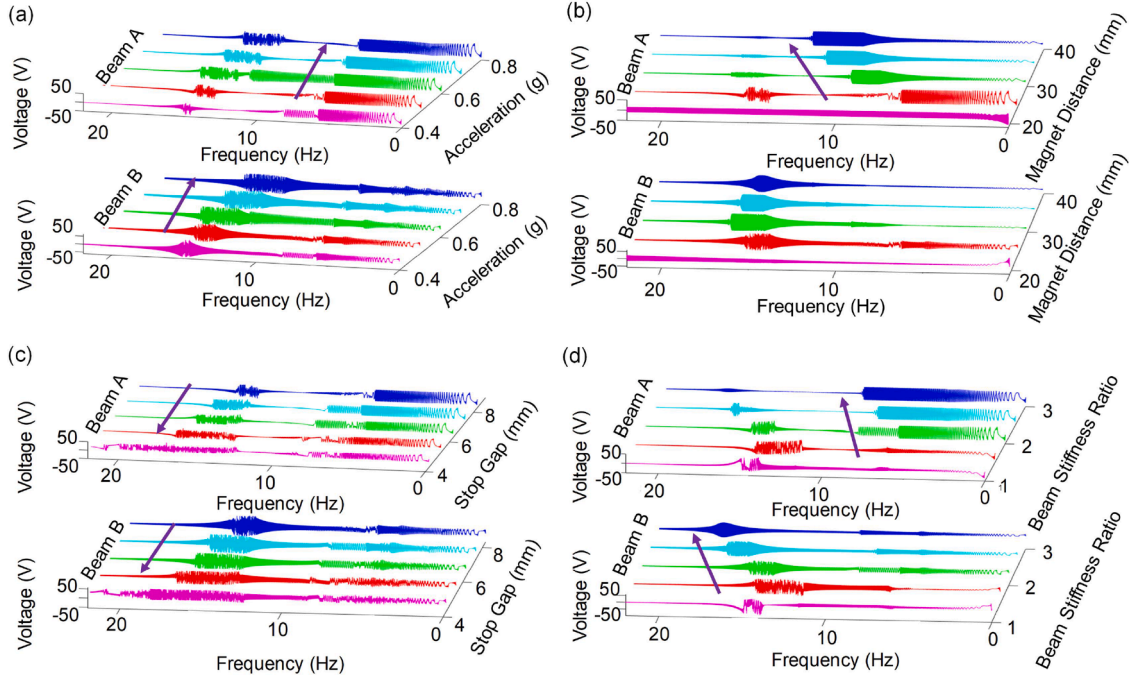 (a)
Beam A
Voltage (V)
50
-50
20
10
0
Frequency (Hz)
0.4
0.6
0.8
Acceleration (g)
Beam B
Voltage (V)
50
-50
20
10
0
Frequency (Hz)
0.4
0.6
0.8
Acceleration (g)
(b)
Beam A
Voltage (V)
50
-50
20
10
0
Frequency (Hz)
20
30
40
Magnet Distance (mm)
Beam B
Voltage (V)
50
-50
20
10
0
Frequency (Hz)
20
30
40
Magnet Distance (mm)
(c)
Beam A
Voltage (V)
50
-50
20
10
0
Frequency (Hz)
4
6
8
Stop Gap (mm)
Beam B
Voltage (V)
50
-50
20
10
0
Frequency (Hz)
4
6
8
Stop Gap (mm)
(d)
Beam A
Voltage (V)
50
-50
20
10
0
Frequency (Hz)
1
2
3
Beam Stiffness Ratio
Beam B
Voltage (V)
50
-50
20
10
0
Frequency (Hz)
1
2
3
Beam Stiffness Ratio